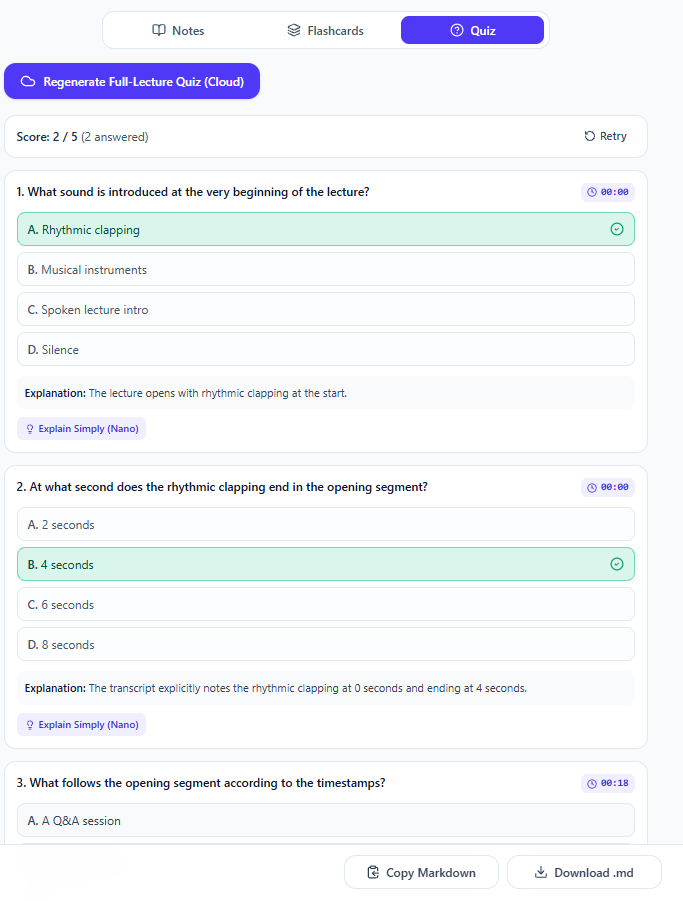 Notes Flashcards Quiz
Regenerate Full-Lecture Quiz (Cloud)
Score: 2 / 5 (2 answered) Retry
1. What sound is introduced at the very beginning of the lecture? 00:00
A. Rhythmic clapping
B. Musical instruments
C. Spoken lecture intro
D. Silence
Explanation: The lecture opens with rhythmic clapping at the start.
Explain Simply (Nano)
2. At what second does the rhythmic clapping end in the opening segment? 00:00
A. 2 seconds
B. 4 seconds
C. 6 seconds
D. 8 seconds
Explanation: The transcript explicitly notes the rhythmic clapping at 0 seconds and ending at 4 seconds.
Explain Simply (Nano)
3. What follows the opening segment according to the timestamps? 00:18
A. A Q&A session
Copy Markdown Download .md